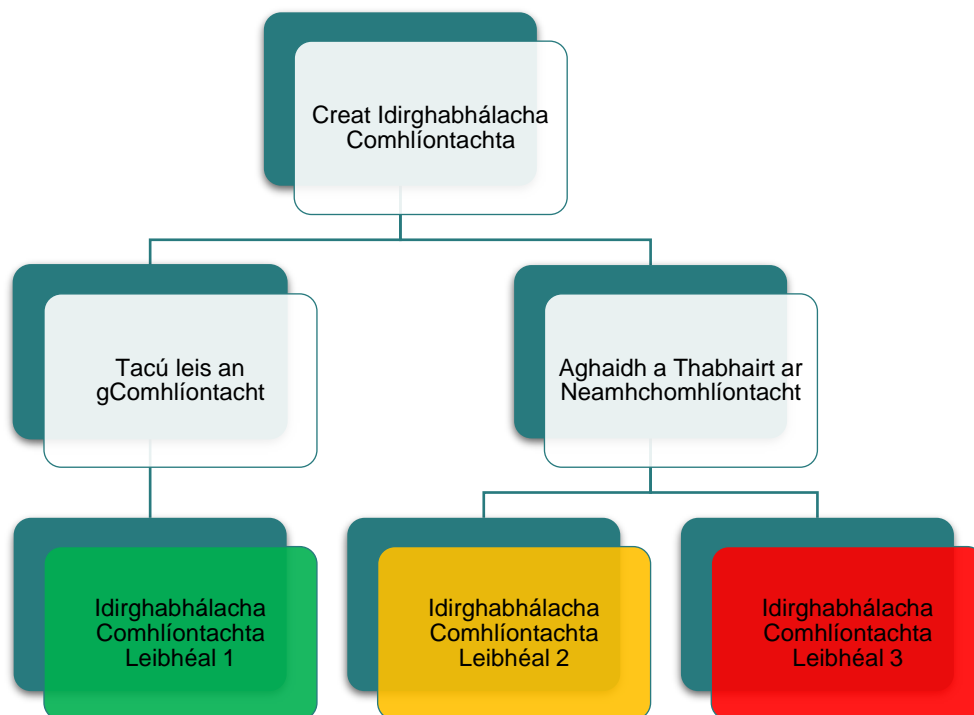 Creat Idirghabhálacha
Comhlíontachta
Tacú leis an
gComhlíontacht
Aghaidh a Thabhairt ar
Neamhchomhlíontacht
Idirghabhálacha
Comhlíontachta
Leibhéal 1
Idirghabhálacha
Comhlíontachta
Leibhéal 2
Idirghabhálacha
Comhlíontachta
Leibhéal 3